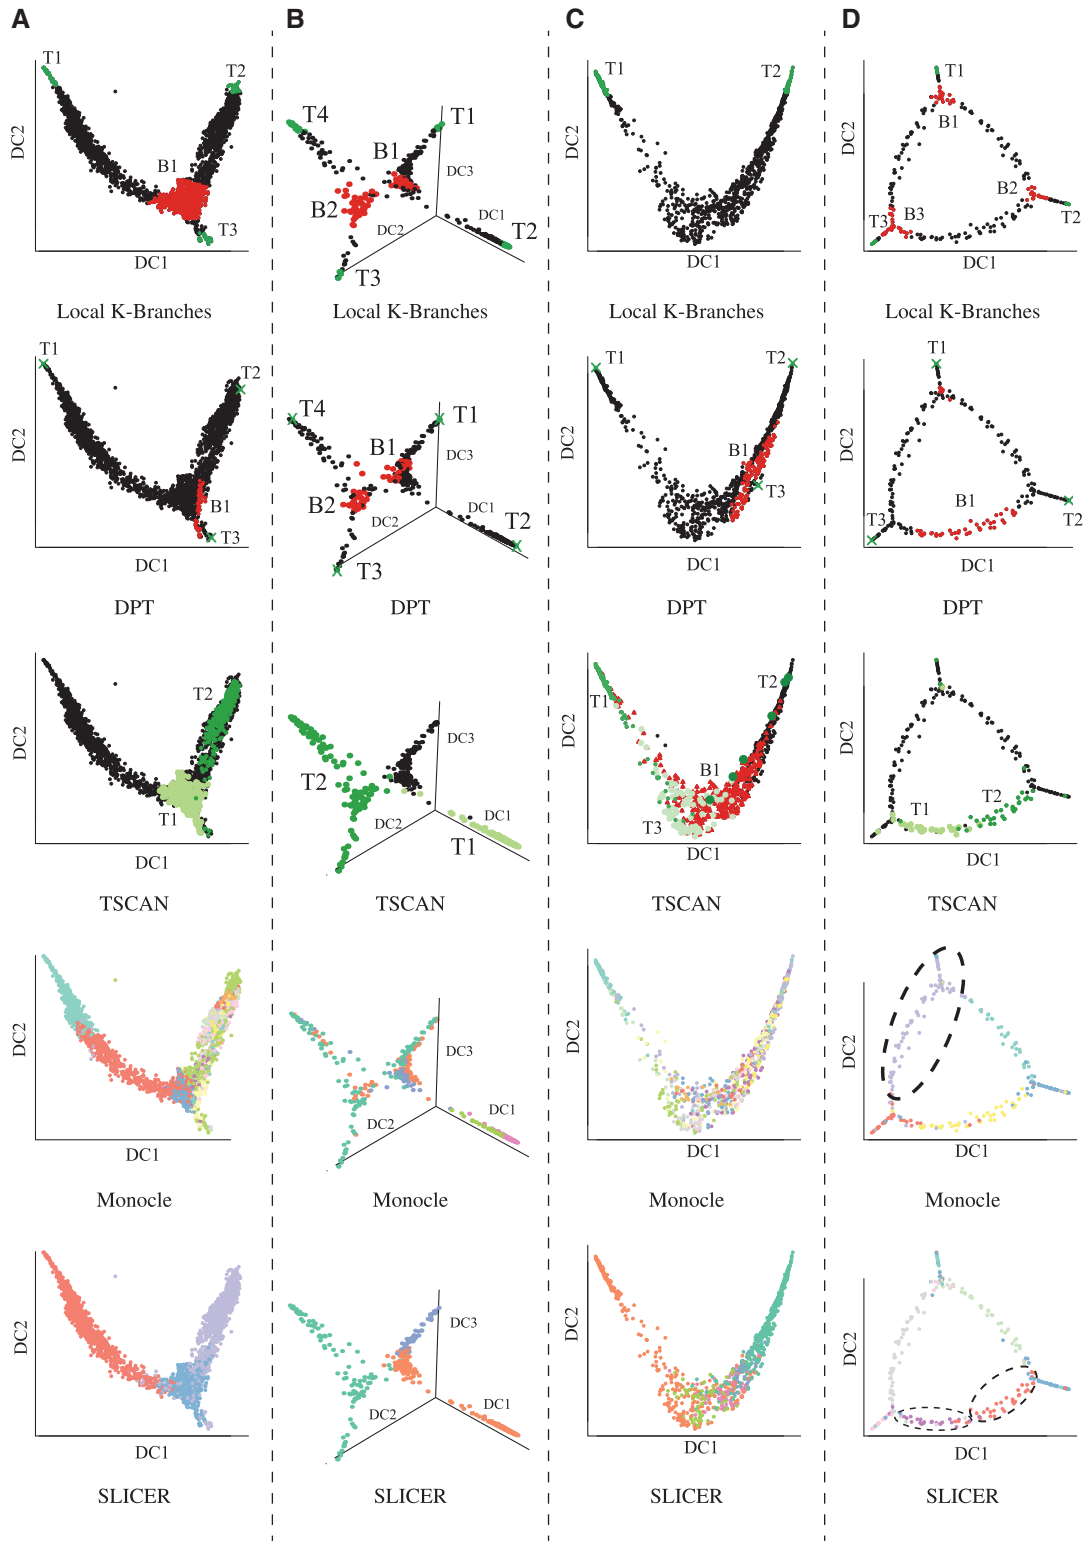 A B C D
T1
T2
B1
T3
DC2
DC1
Local K-Branches
T4
T1
B1
DC3
B2
DC1
T2
DC2
T3
Local K-Branches
T1
T2
DC2
DC1
Local K-Branches
T1
B1
DC2
B2
T3
B3
T2
DC1
Local K-Branches
T1
T2
DC2
B1
T3
DC1
DPT
T4
T1
B1
DC3
B2
DC1
DC2
T2
T3
DPT
T1
T2
DC2
B1
T3
DC1
DPT
T1
DC2
B1
T3
T2
DC1
DPT
T2
DC2
T1
DC1
TSCAN
DC3
T2
DC1
DC2
T1
TSCAN
T2
T1
DC2
B1
T3
DC1
TSCAN
DC2
T1
T2
DC1
TSCAN
DC2
DC1
Monocle
DC3
DC1
DC2
Monocle
DC2
DC1
Monocle
DC2
DC1
Monocle
DC2
DC1
SLICER
DC3
DC1
DC2
SLICER
DC2
DC1
SLICER
DC2
DC1
SLICER